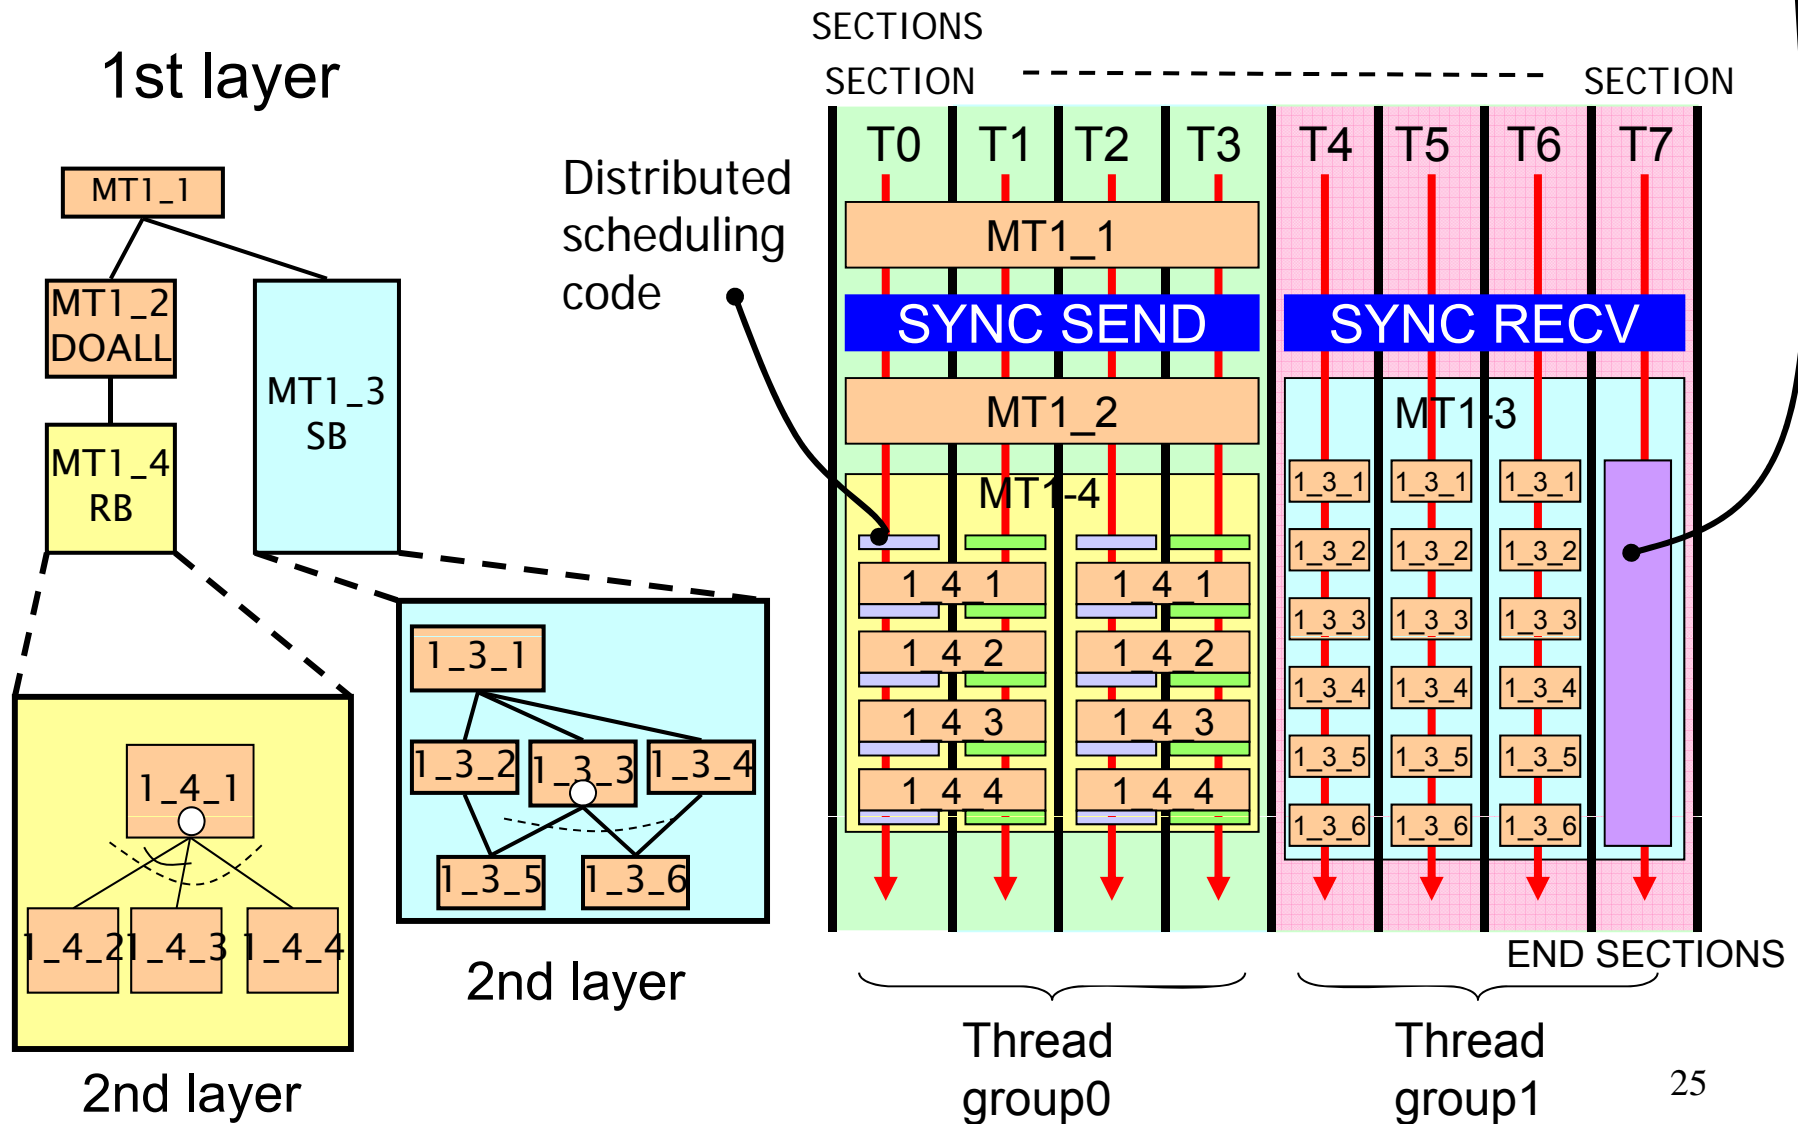 1st layer
MT1_1
MT1_2
DOALL
MT1_3
SB
MT1_4
RB
1_4_1
1_4_2
1_4_3
1_4_4
2nd layer
1_3_1
1_3_2
1_3_3
1_3_4
1_3_5
1_3_6
2nd layer
Distributed
scheduling
code
SECTIONS
SECTION
SECTION
T0 T1 T2 T3 T4 T5 T6 T7
MT1_1
SYNC SEND
SYNC RECV
MT1_2
MT1-3
MT1-4
1_4_1 1_4_1
1_4_2 1_4_2
1_4_3 1_4_3
1_4_4 1_4_4
1_3_1 1_3_1 1_3_1
1_3_2 1_3_2 1_3_2
1_3_3 1_3_3 1_3_3
1_3_4 1_3_4 1_3_4
1_3_5 1_3_5 1_3_5
1_3_6 1_3_6 1_3_6
END SECTIONS
Thread
group0
Thread
group1
25